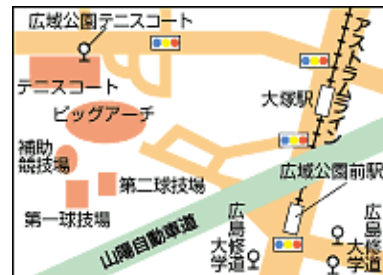 広域公園テニスコート
テニスコート
ビッグアーチ
アストラムライン
大塚駅
補助
競技場
第二球技場
第一球技場
広域公園前駅
山陽自動車道
広島修道
大学
広島修道
大学